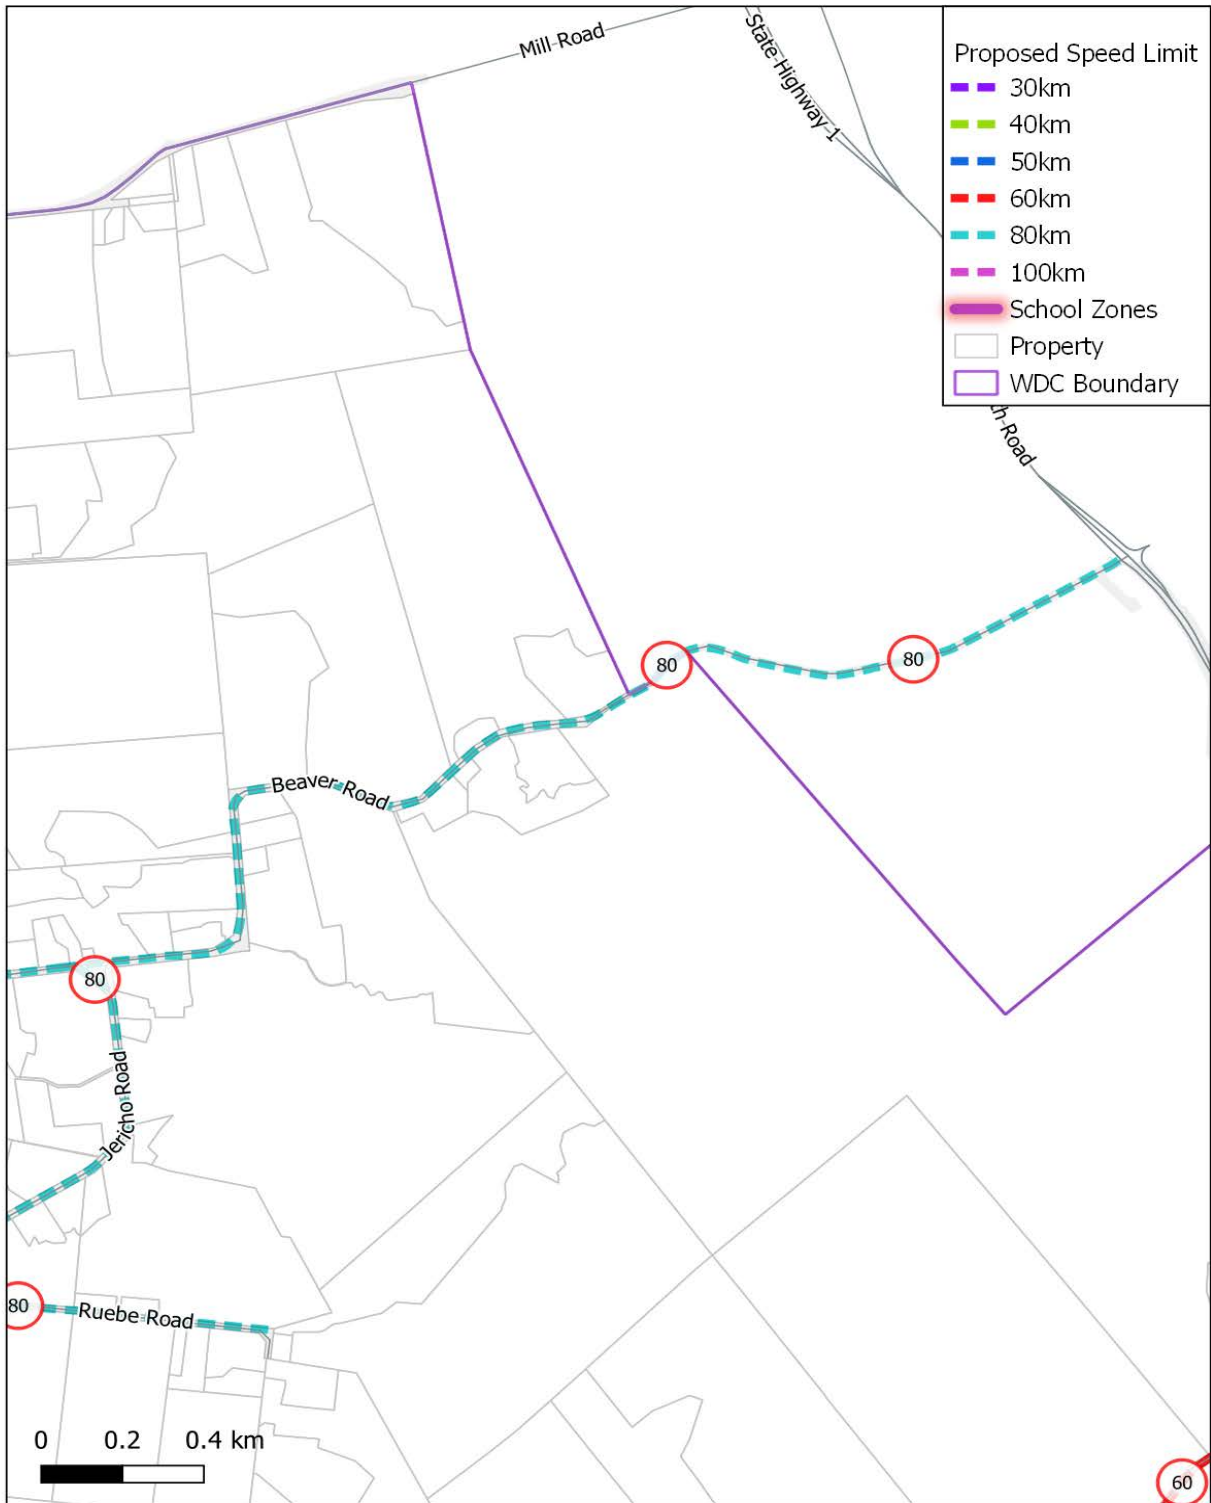 Mill Road
State Highway 1
Proposed Speed Limit
30km
40km
50km
60km
80km
100km
School Zones
Property
WDC Boundary
th-Road
80
80
Beaver Road
80
Jericho Road
80
Ruebe Road
0 0.2 0.4 km
60